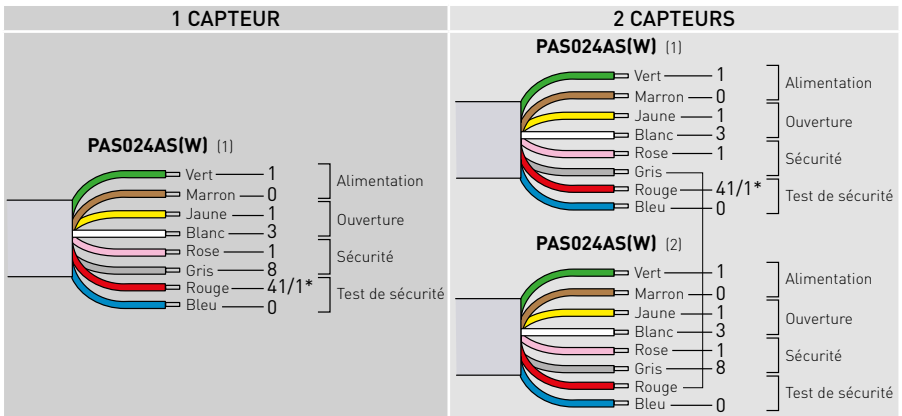 1 CAPTEUR
PAS024AS(W) (1)
Vert 1
Marron 0
Alimentation
Jaune 1
Blanc 3
Ouverture
Rose 1
Gris 8
Sécurité
Rouge 41/1*
Bleu 0
Test de sécurité
2 CAPTEURS
PAS024AS(W) (1)
Vert 1
Marron 0
Alimentation
Jaune 1
Blanc 3
Ouverture
Rose 1
Gris
Sécurité
Rouge 41/1*
Bleu 0
Test de sécurité
PAS024AS(W) (2)
Vert 1
Marron 0
Alimentation
Jaune 1
Blanc 3
Ouverture
Rose 1
Gris 8
Sécurité
Rouge
Bleu 0
Test de sécurité